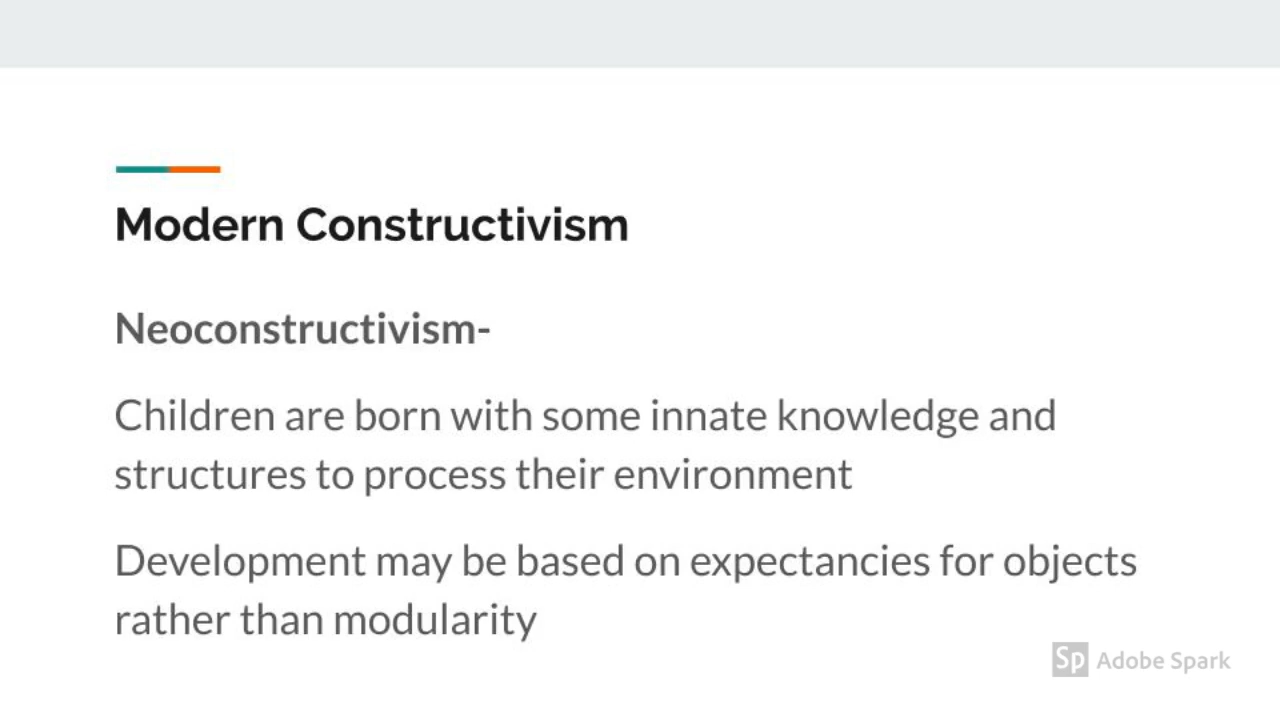 Modern Constructivism
Neoconstructivism-
Children are born with some innate knowledge and
structures to process their environment
Development may be based on expectancies for objects
rather than modularity
Sp Adobe Spark